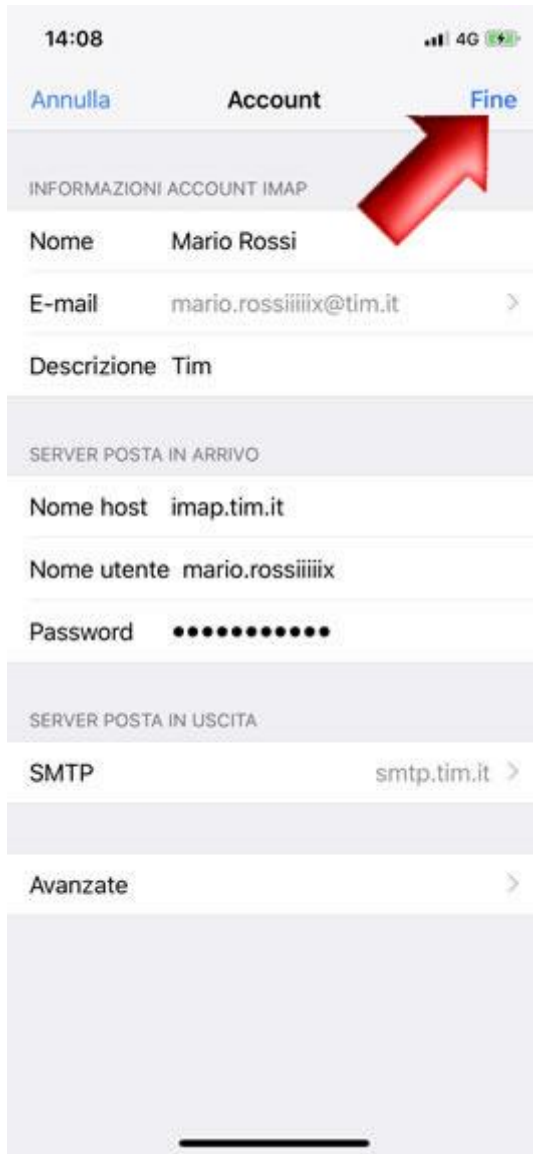 14:08 4G
Annulla Account Fine
INFORMAZIONI ACCOUNT IMAP
Nome Mario Rossi
E-mail mario.rossiiiiix@tim.it
Descrizione Tim
SERVER POSTA IN ARRIVO
Nome host imap.tim.it
Nome utente mario.rossiiiiix
Password •••••••••••
SERVER POSTA IN USCITA
SMTP smtp.tim.it
Avanzate